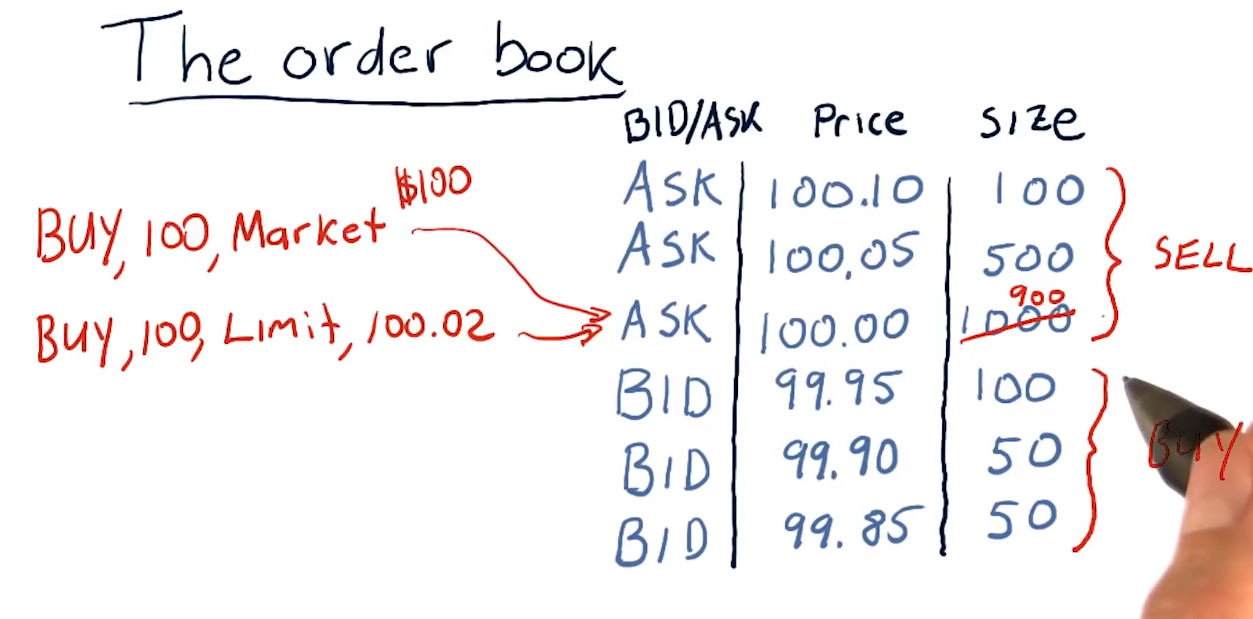 The order book
BID/ASK Price SIZE
$100
BUY, 100, Market
BUY, 100, Limit, 100.02
ASK 100.10 100
ASK 100,05 500
900
ASK 100.00 1000
BID 99.95 100
BID 99.90 50
BID 99.85 50
SELL
BUY